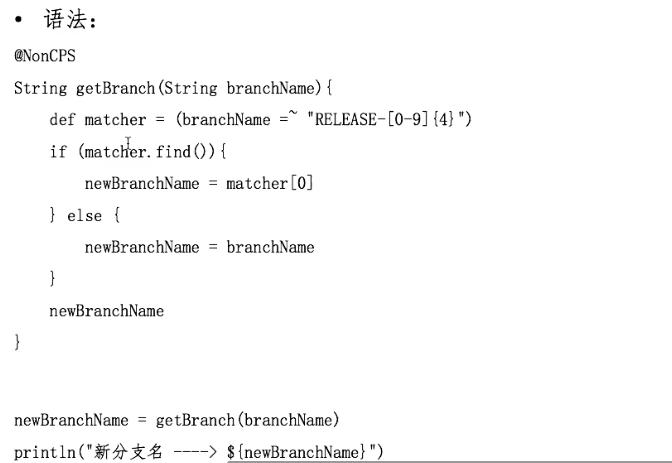 • 语法:
@NonCPS
String getBranch(String branchName){
    def matcher = (branchName =~ "RELEASE-[0-9]{4}")
    if (matcher.find()){
        newBranchName = matcher[0]
    } else {
        newBranchName = branchName
    }
    newBranchName
}
newBranchName = getBranch(branchName)
println("新分支名 ----> ${newBranchName}")